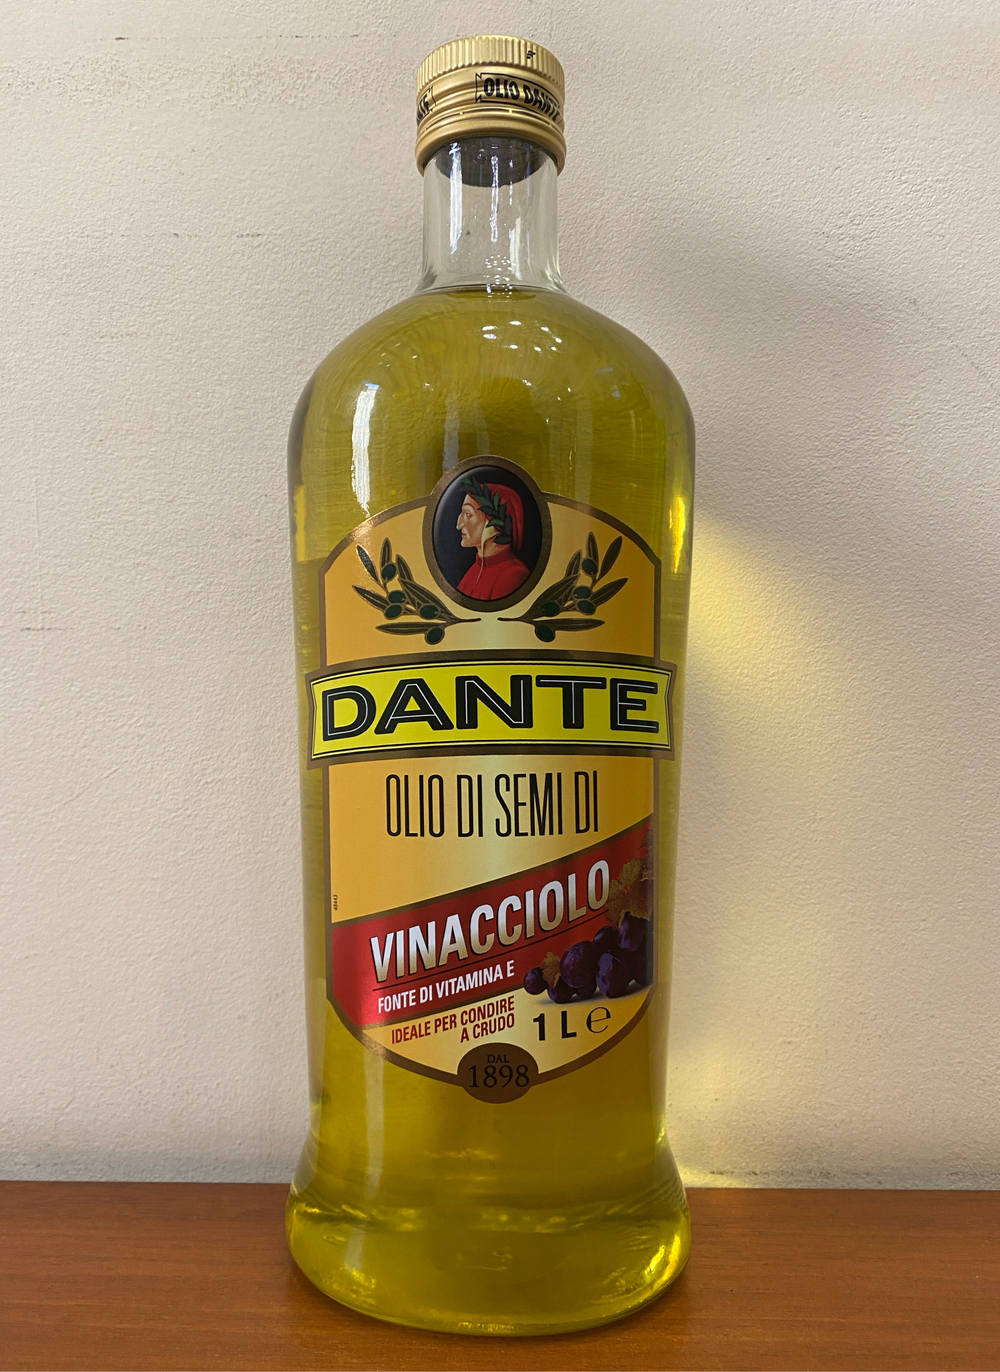 OLIO DANTE
DANTE
OLIO DI SEMI DI
VINACCIOLO
FONTE DI VITAMINA E
IDEALE PER CONDIRE
A CRUDO
1 L ℮
DAL
1898